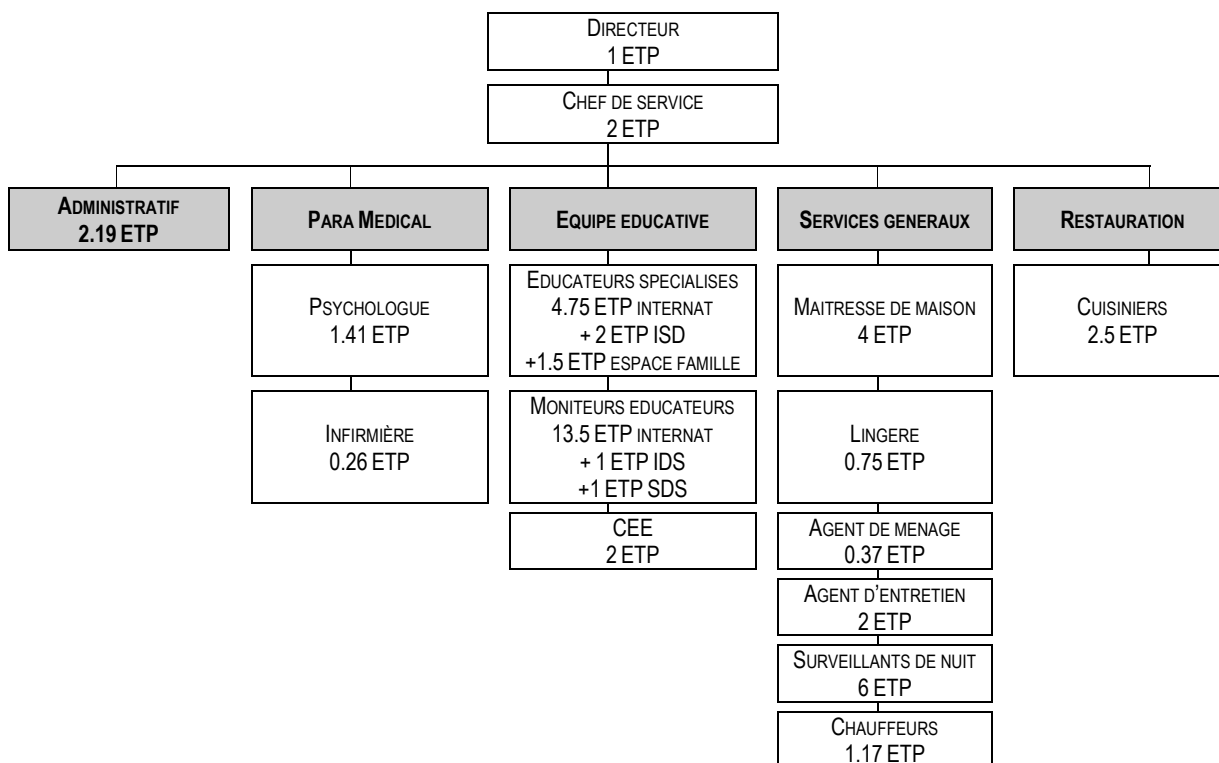 DIRECTEUR
1 ETP
CHEF DE SERVICE
2 ETP
ADMINISTRATIF
2.19 ETP
PARA MEDICAL
EQUIPE EDUCATIVE
SERVICES GENERAUX
RESTAURATION
PSYCHOLOGUE
1.41 ETP
EDUCATEURS SPECIALISES
4.75 ETP INTERNAT
+ 2 ETP ISD
+1.5 ETP ESPACE FAMILLE
MAITRESSE DE MAISON
4 ETP
CUISINIERS
2.5 ETP
INFIRMIÈRE
0.26 ETP
MONITEURS EDUCATEURS
13.5 ETP INTERNAT
+ 1 ETP IDS
+1 ETP SDS
LINGERE
0.75 ETP
CEE
2 ETP
AGENT DE MENAGE
0.37 ETP
AGENT D'ENTRETIEN
2 ETP
SURVEILLANTS DE NUIT
6 ETP
CHAUFFEURS
1.17 ETP